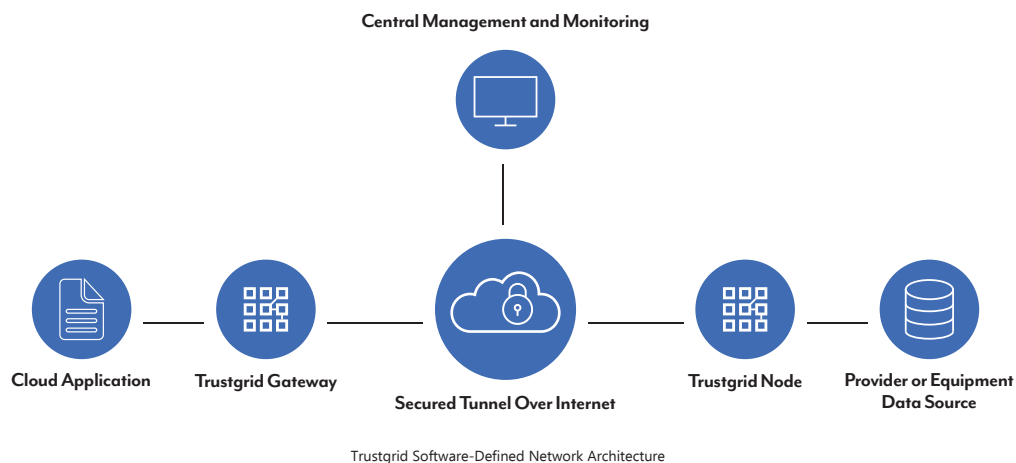 Central Management and Monitoring
Cloud Application
Trustgrid Gateway
Secured Tunnel Over Internet
Trustgrid Node
Provider or Equipment
Data Source
Trustgrid Software-Defined Network Architecture